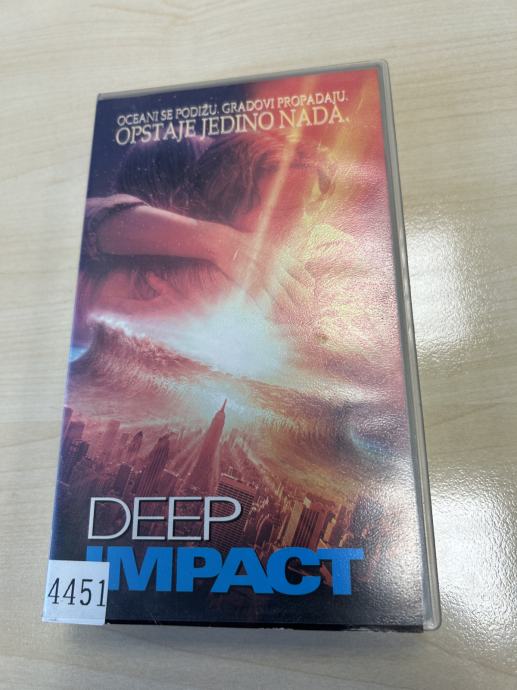 OCEANI SE PODIŽU. GRADOVI PROPADAJU.
OPSTAJE JEDINO NADA.
DEEP
IMPACT
4451